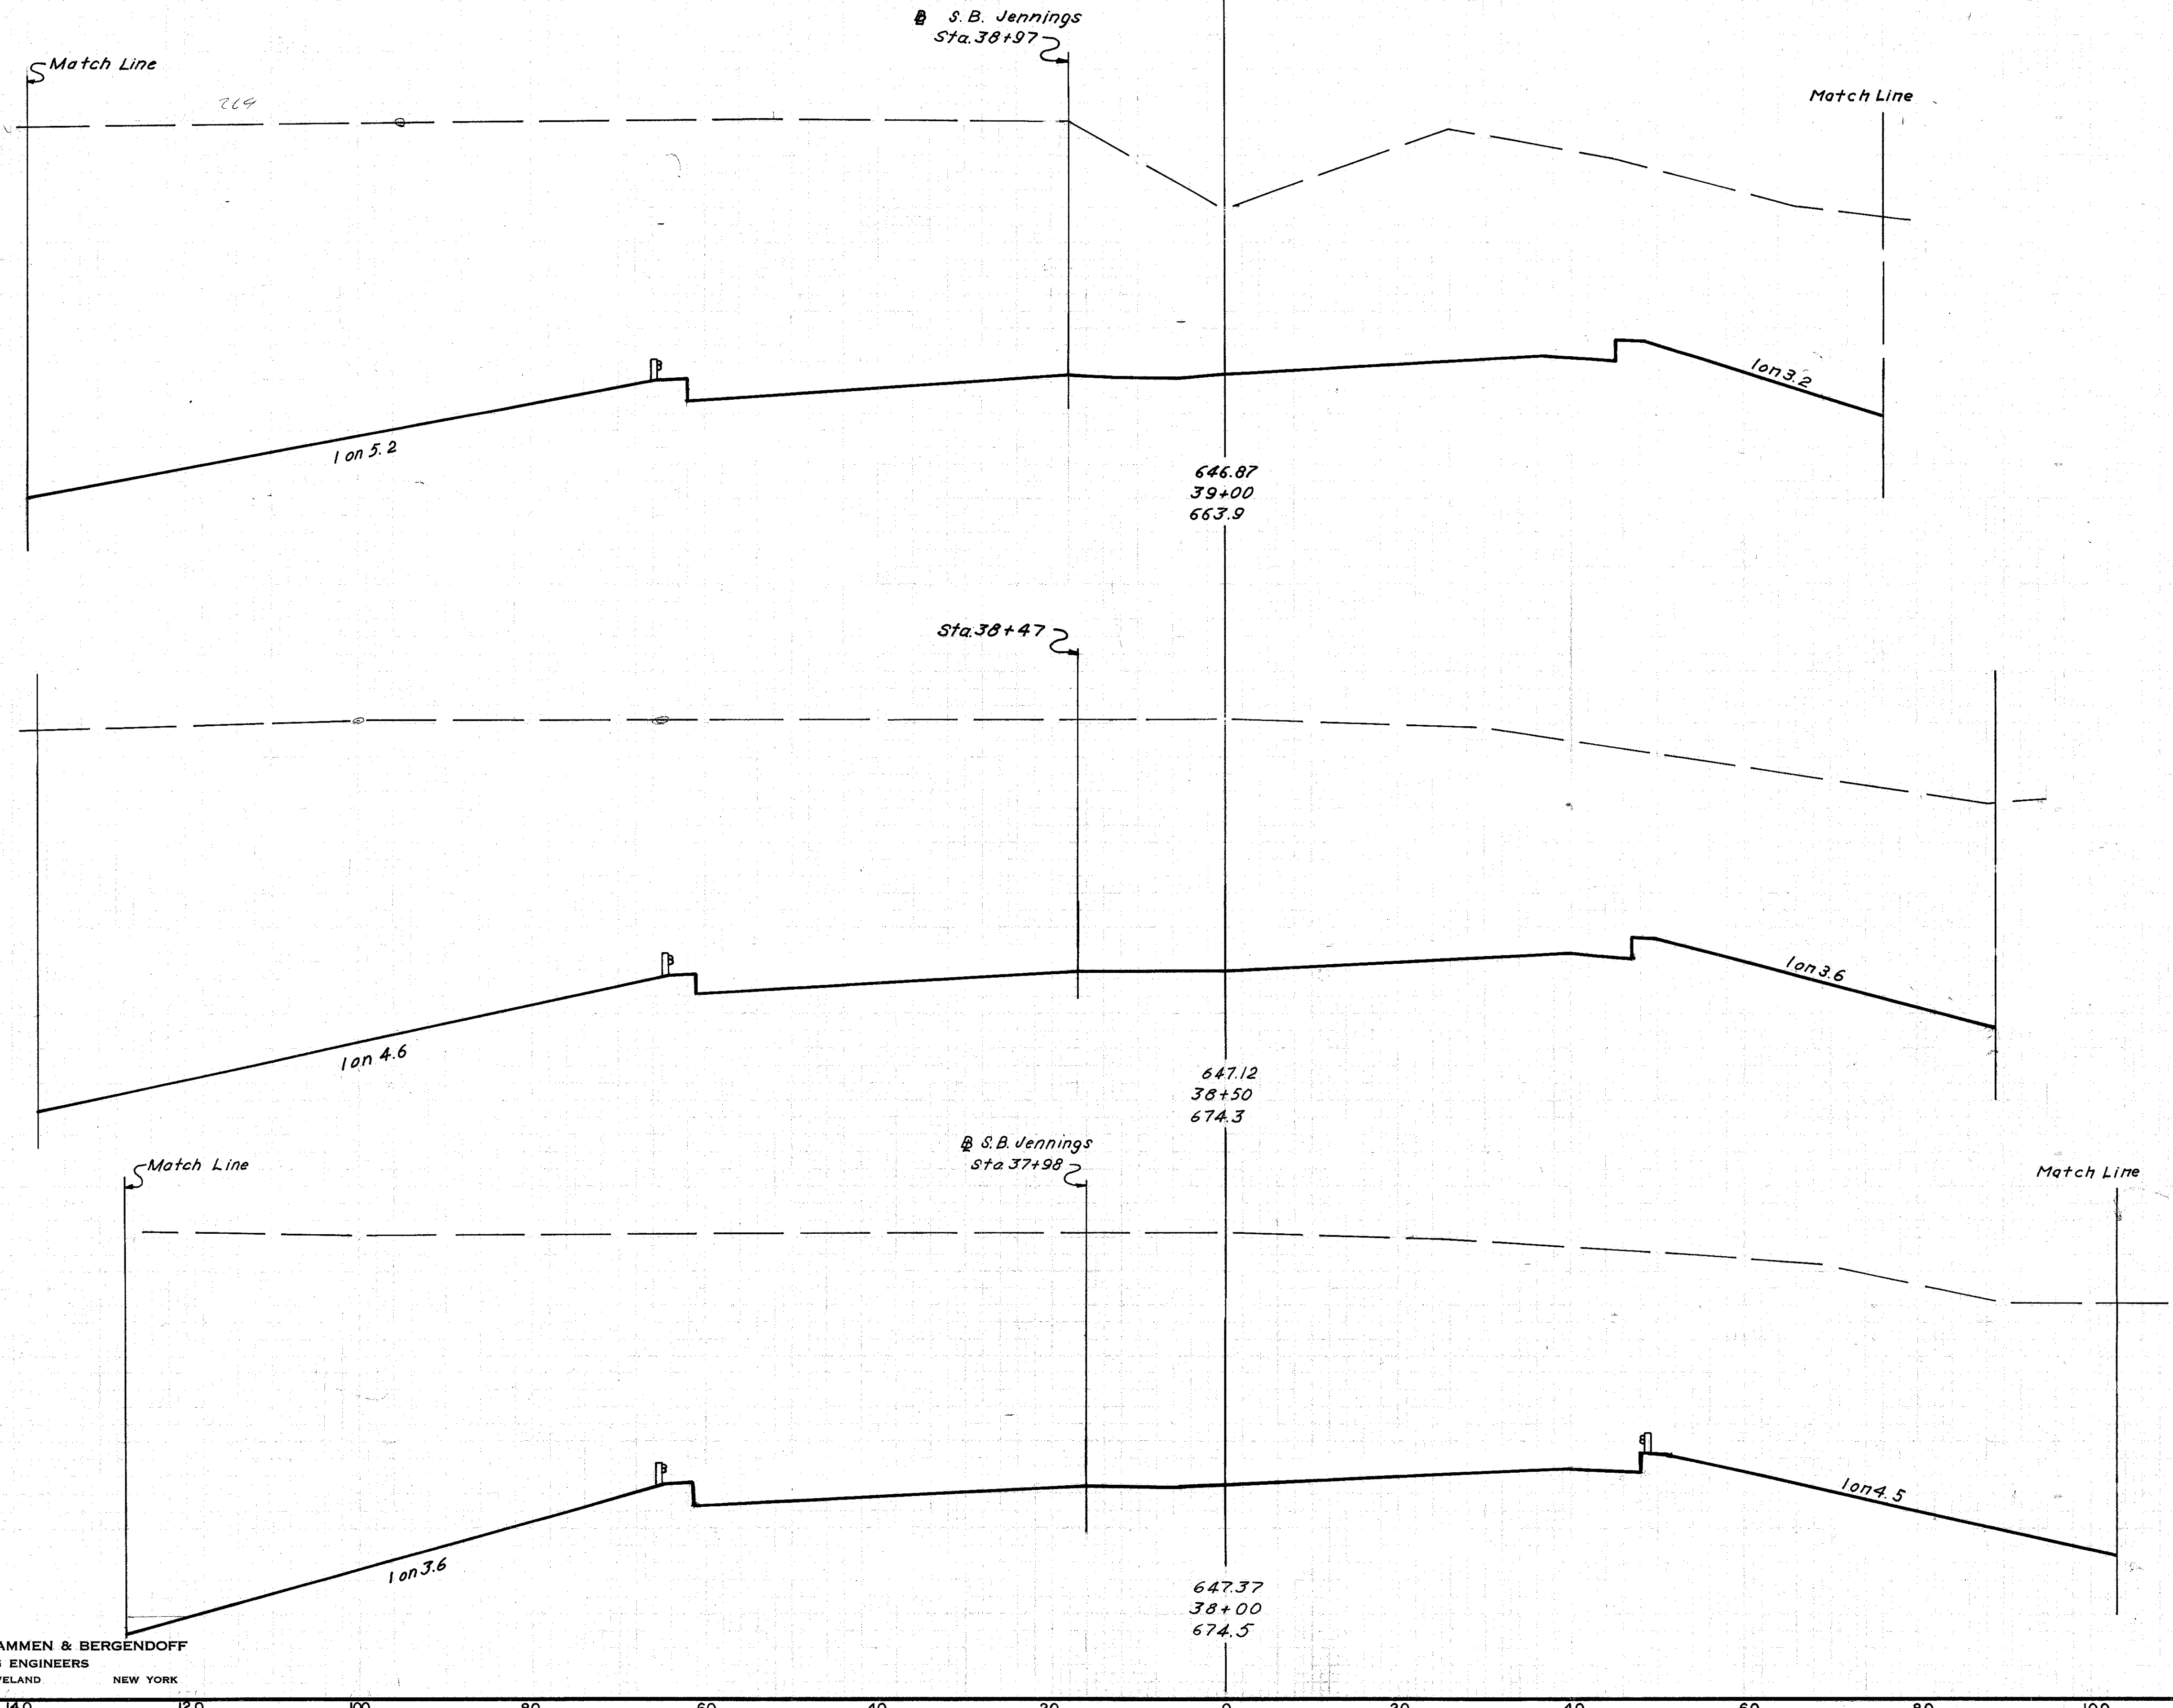 ℔ S.B. Jennings
Sta. 38+97
Match Line
Match Line
1 on 5.2
1 on 3.2
646.87
39+00
663.9
Sta. 38+47
1 on 4.6
1 on 3.6
647.12
38+50
674.3
℔ S.B. Jennings
Sta. 37+98
Match Line
Match Line
1 on 3.6
1 on 4.5
647.37
38+00
674.5
AMMEN & BERGENDOFF
ENGINEERS
NEW YORK
140 120 100 80 60 40 20 0 20 40 60 80 100